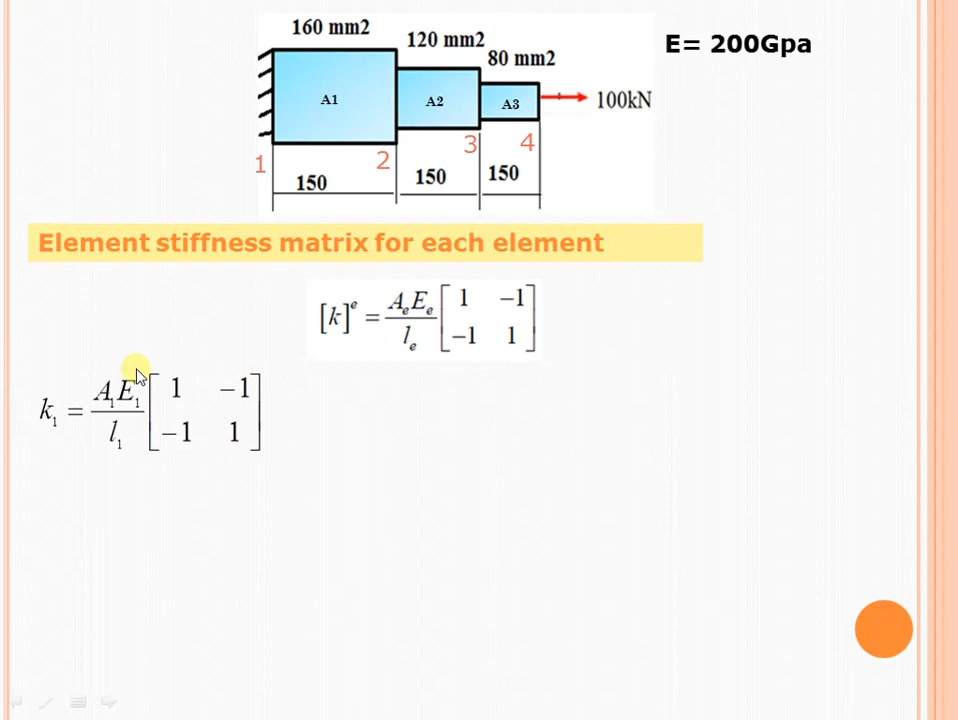 160 mm2
120 mm2
80 mm2
E= 200Gpa
A1
A2
A3
100kN
1
2
3
4
150
150
150
Element stiffness matrix for each element
[k]ᵉ = AₑEₑ/lₑ [1 −1; −1 1]
k₁ = A₁E₁/l₁ [1 −1; −1 1]